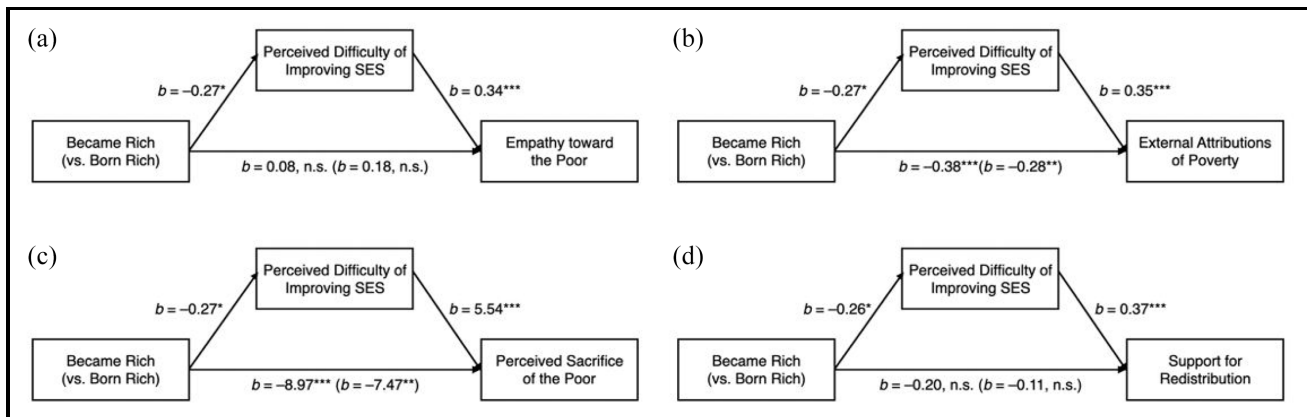 (a)
Perceived Difficulty of
Improving SES
b = −0.27*
b = 0.34***
Became Rich
(vs. Born Rich)
Empathy toward
the Poor
b = 0.08, n.s. (b = 0.18, n.s.)
(b)
Perceived Difficulty of
Improving SES
b = −0.27*
b = 0.35***
Became Rich
(vs. Born Rich)
External Attributions
of Poverty
b = −0.38***(b = −0.28**)
(c)
Perceived Difficulty of
Improving SES
b = −0.27*
b = 5.54***
Became Rich
(vs. Born Rich)
Perceived Sacrifice
of the Poor
b = −8.97*** (b = −7.47**)
(d)
Perceived Difficulty of
Improving SES
b = −0.26*
b = 0.37***
Became Rich
(vs. Born Rich)
Support for
Redistribution
b = −0.20, n.s. (b = −0.11, n.s.)